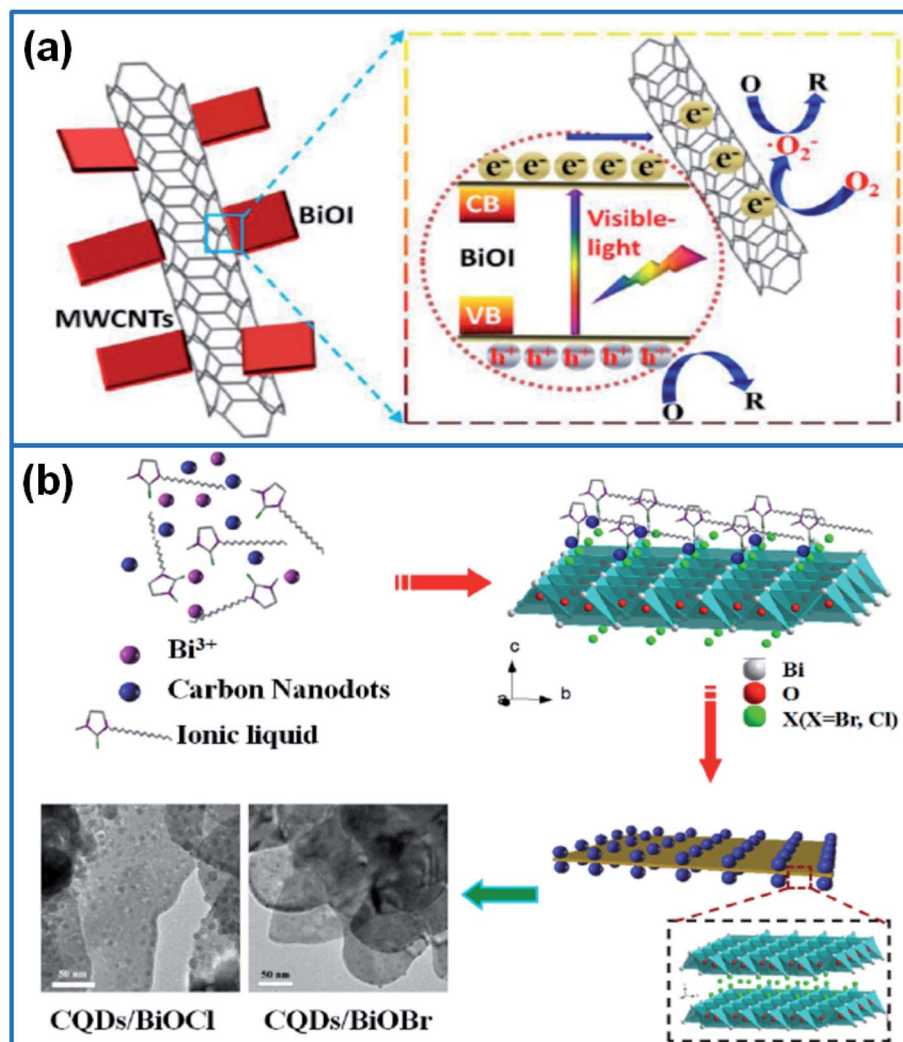 (a)
BiOI
MWCNTs
e⁻ e⁻ e⁻ e⁻ e⁻
CB
BiOI
VB
Visible-
light
h⁺ h⁺ h⁺ h⁺ h⁺
O R
e⁻
e⁻
e⁻
·O₂⁻
O₂
O R
(b)
Bi³⁺
Carbon Nanodots
Ionic liquid
c
a b
Bi
O
X(X=Br, Cl)
50 nm
50 nm
CQDs/BiOCl CQDs/BiOBr